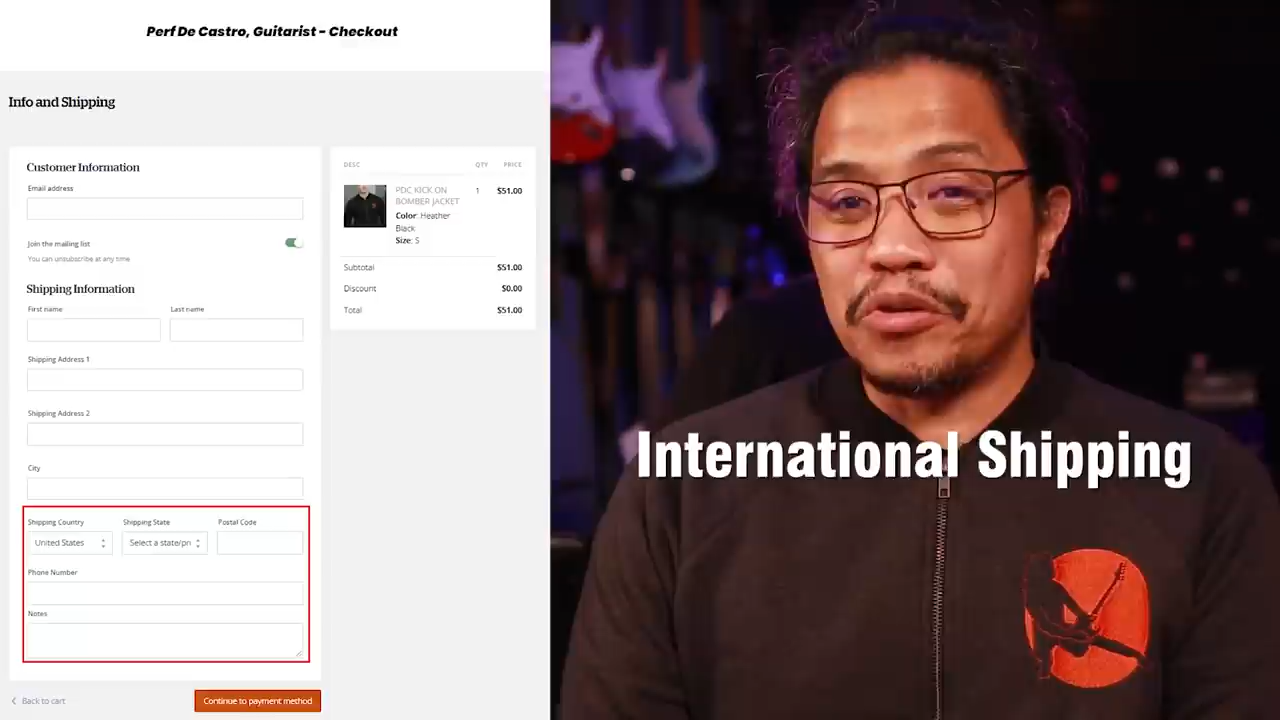 Perf De Castro, Guitarist - Checkout
Info and Shipping
Customer Information
Email address
Join the mailing list
You can unsubscribe at any time
Shipping Information
First name Last name
Shipping Address 1
Shipping Address 2
City
Shipping Country Shipping State Postal Code
United States Select a state/pr
Phone Number
Notes
Back to cart Continue to payment method
DESC QTY PRICE
PDC KICK ON 1 $51.00
BOMBER JACKET
Color: Heather
Black
Size: S
Subtotal $51.00
Discount $0.00
Total $51.00
International Shipping